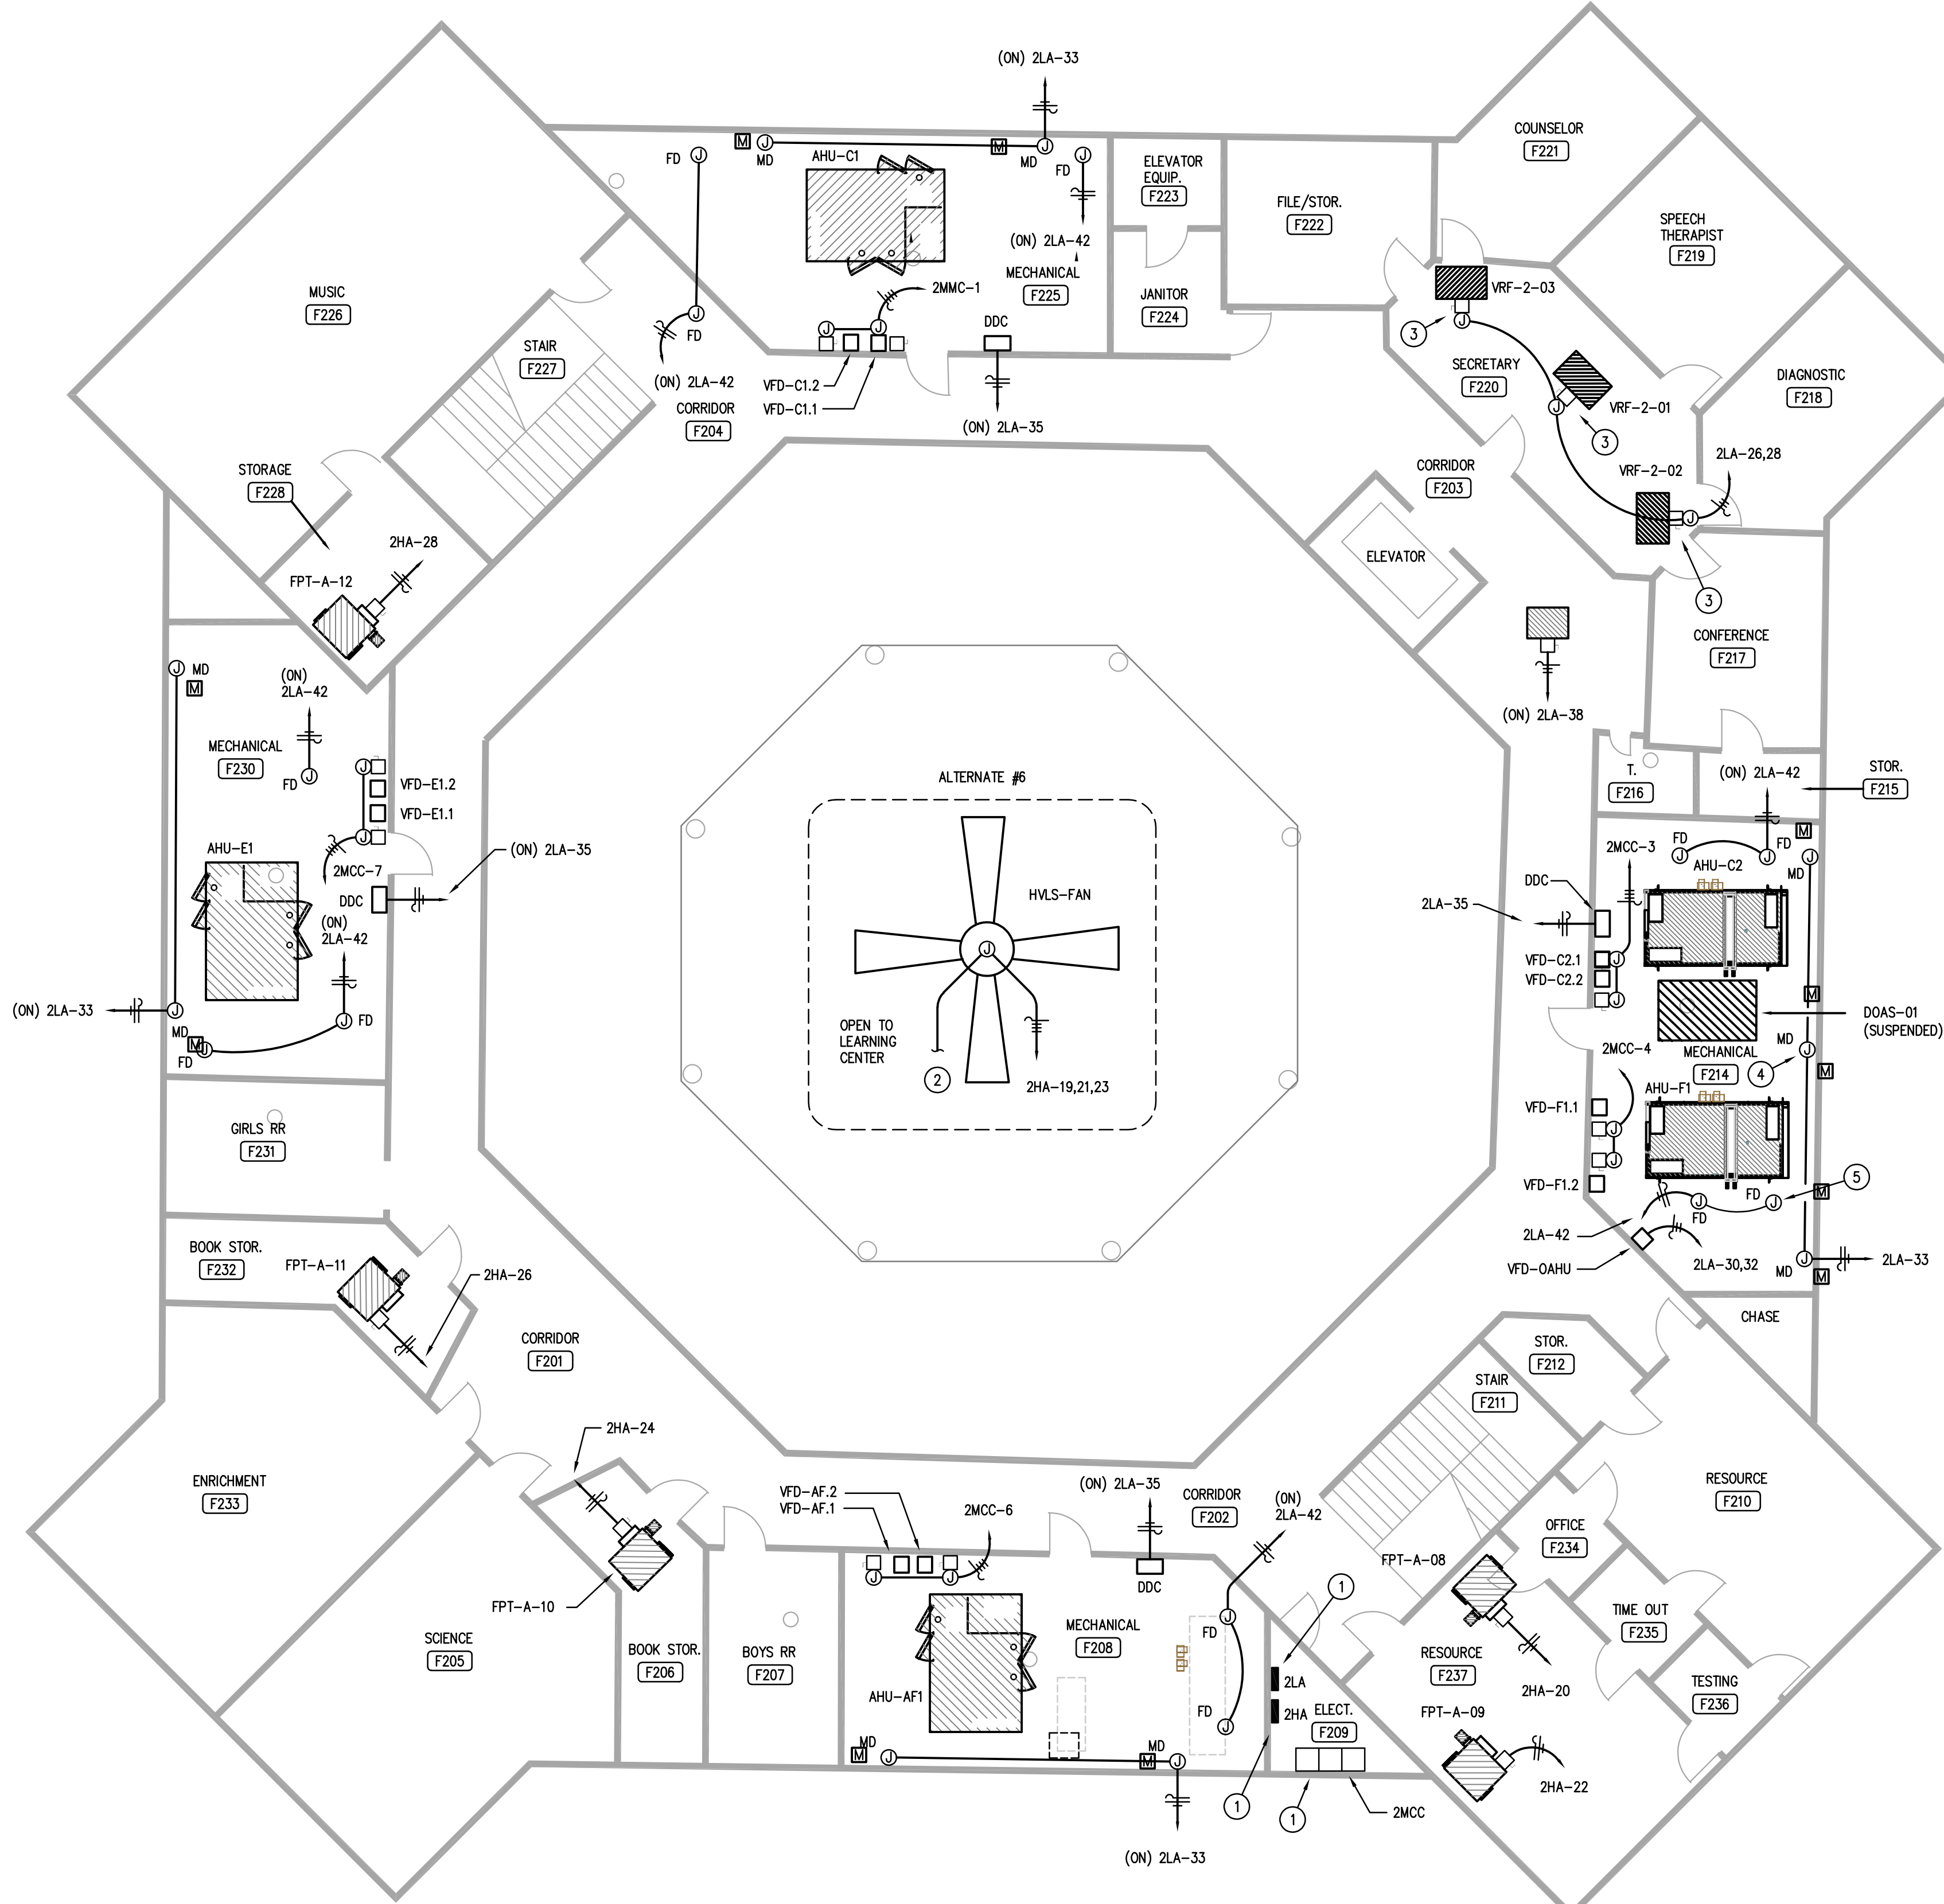 (ON) 2LA-33
COUNSELOR
F221
M
J
MD
FD
J
AHU-C1
M
J
MD
J
FD
ELEVATOR
EQUIP.
F223
FILE/STOR.
F222
SPEECH
THERAPIST
F219
(ON) 2LA-42
MECHANICAL
F225
JANITOR
F224
2MMC-1
VRF-2-03
MUSIC
F226
STAIR
F227
J
FD
J
J
DDC
J
3
(ON) 2LA-42
CORRIDOR
F204
VFD-C1.2
VFD-C1.1
(ON) 2LA-35
SECRETARY
F220
DIAGNOSTIC
F218
J
VRF-2-01
3
STORAGE
F228
CORRIDOR
F203
VRF-2-02
2LA-26,28
J
2HA-28
FPT-A-12
ELEVATOR
3
CONFERENCE
F217
J
MD
M
(ON)
2LA-42
(ON) 2LA-38
MECHANICAL
F230
FD
J
J
VFD-E1.2
VFD-E1.1
J
ALTERNATE #6
T.
F216
(ON) 2LA-42
STOR.
F215
AHU-E1
2MCC-7
(ON) 2LA-35
DDC
(ON)
2LA-42
HVLS-FAN
J
2MCC-3
FD
J
J
FD
M
J
MD
AHU-C2
DDC
2LA-35
VFD-C2.1
J
VFD-C2.2
J
M
(ON) 2LA-33
J
MD
M
J
FD
J
FD
OPEN TO
LEARNING
CENTER
2
2HA-19,21,23
DOAS-01
(SUSPENDED)
2MCC-4
MECHANICAL
F214
MD
J
4
M
AHU-F1
VFD-F1.1
J
J
VFD-F1.2
GIRLS RR
F231
5
M
FD
J
J
FD
2LA-42
VFD-OAHU
2LA-30,32
J
MD
M
2LA-33
BOOK STOR.
F232
FPT-A-11
2HA-26
CORRIDOR
F201
CHASE
STOR.
F212
STAIR
F211
2HA-24
ENRICHMENT
F233
VFD-AF.2
VFD-AF.1
2MCC-6
(ON) 2LA-35
CORRIDOR
F202
(ON)
2LA-42
RESOURCE
F210
OFFICE
F234
FPT-A-08
J
J
DDC
1
FPT-A-10
SCIENCE
F205
BOOK STOR.
F206
BOYS RR
F207
MECHANICAL
F208
J
FD
TIME OUT
F235
RESOURCE
F237
TESTING
F236
AHU-AF1
2LA
2HA
ELECT.
F209
2HA-20
FPT-A-09
FD
J
MD
M
J
MD
M
J
1
1
2MCC
2HA-22
(ON) 2LA-33